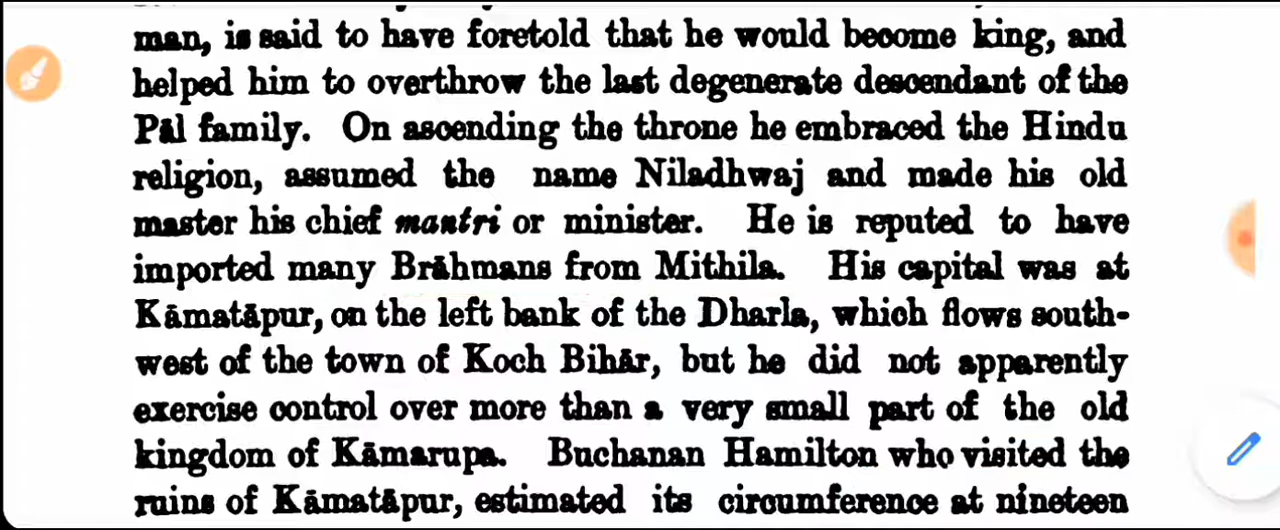 man, is said to have foretold that he would become king, and
helped him to overthrow the last degenerate descendant of the
Pāl family. On ascending the throne he embraced the Hindu
religion, assumed the name Niladhwaj and made his old
master his chief mantri or minister. He is reputed to have
imported many Brāhmans from Mithila. His capital was at
Kāmatāpur, on the left bank of the Dharla, which flows south-
west of the town of Koch Bihār, but he did not apparently
exercise control over more than a very small part of the old
kingdom of Kāmarupa. Buchanan Hamilton who visited the
ruins of Kāmatāpur, estimated its circumference at nineteen